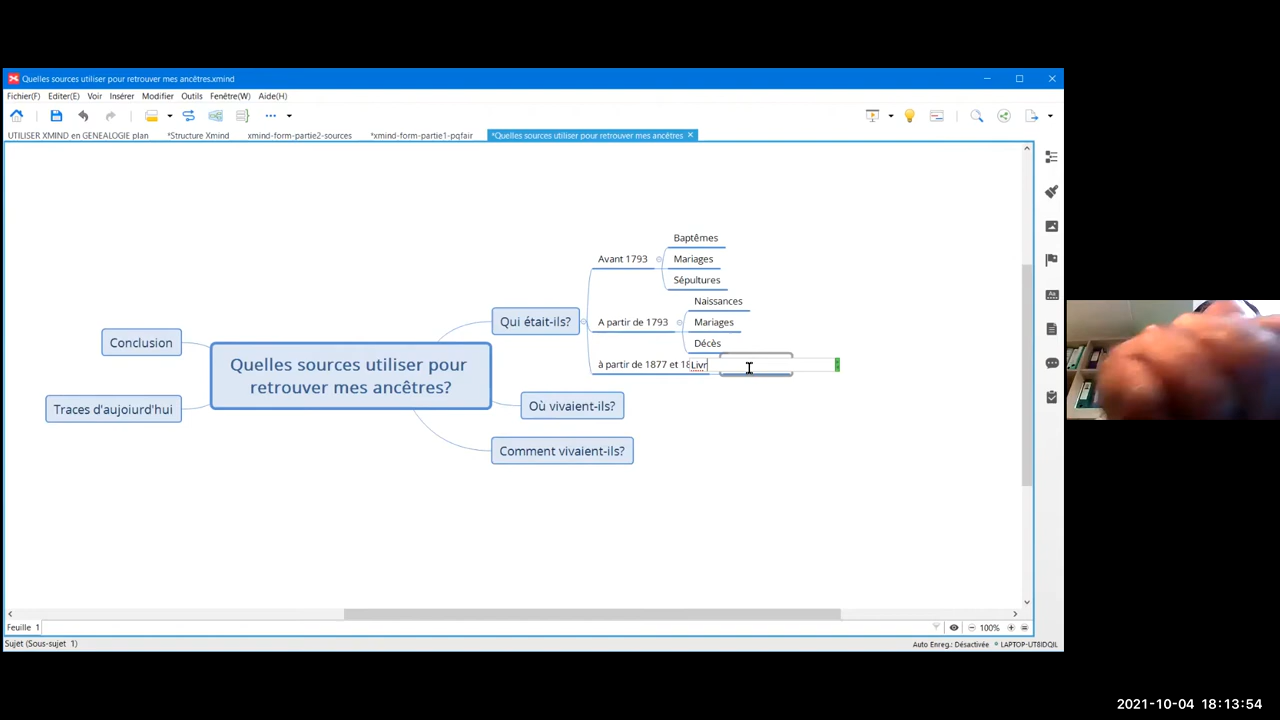 Quelles sources utiliser pour retrouver mes ancêtres.xmind
Fichier(F) Editer(E) Voir Insérer Modifier Outils Fenêtre(W) Aide(H)
UTILISER XMIND en GENEALOGIE plan *Structure Xmind xmind-form-partie2-sources *xmind-form-partie1-pqfair *Quelles sources utiliser pour retrouver mes ancêtres
Baptêmes
Avant 1793 Mariages
Sépultures
Naissances
Qui était-ils? A partir de 1793 Mariages
Conclusion
Décès
Quelles sources utiliser pour
retrouver mes ancêtres?
à partir de 1877 et 18 Livr
Traces d'aujoiurd'hui
Où vivaient-ils?
Comment vivaient-ils?
Feuille 1
100%
Sujet (Sous-sujet 1)
Auto Enreg.: Désactivée
LAPTOP-UT8IDQIL
2021-10-04 18:13:54